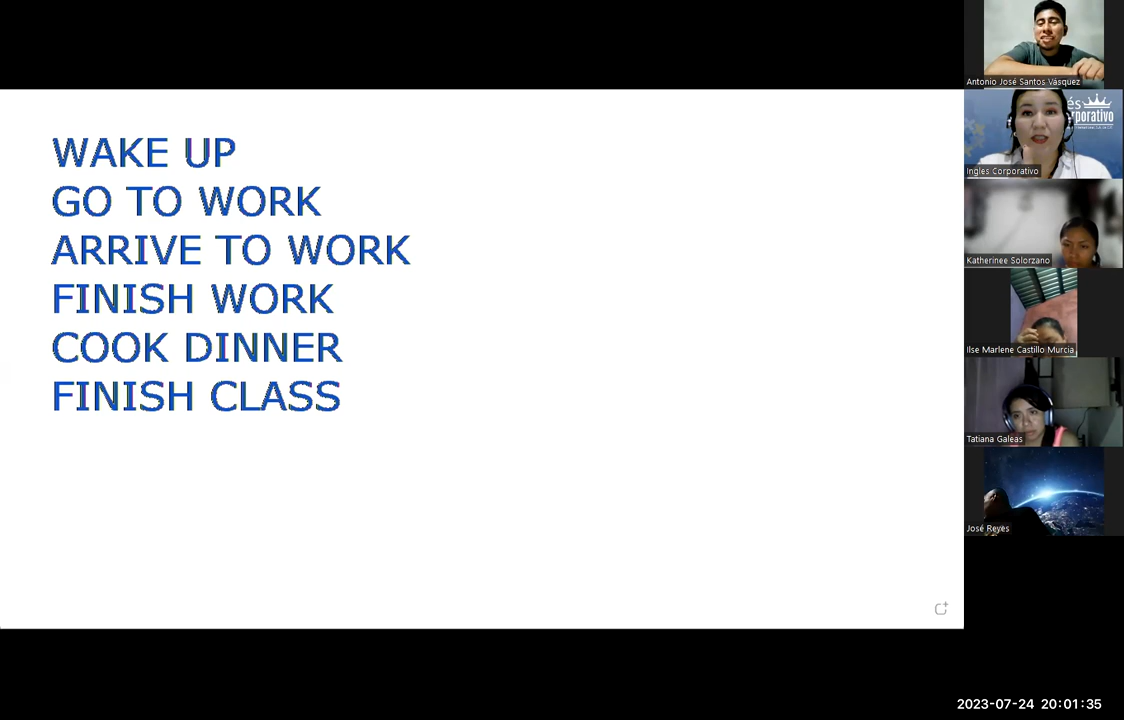 WAKE UP
GO TO WORK
ARRIVE TO WORK
FINISH WORK
COOK DINNER
FINISH CLASS
Antonio José Santos Vásquez
Ingles Corporativo
Katherinee Solorzano
Ilse Marlene Castillo Murcia
Tatiana Galeas
José Reyes
2023-07-24 20:01:35